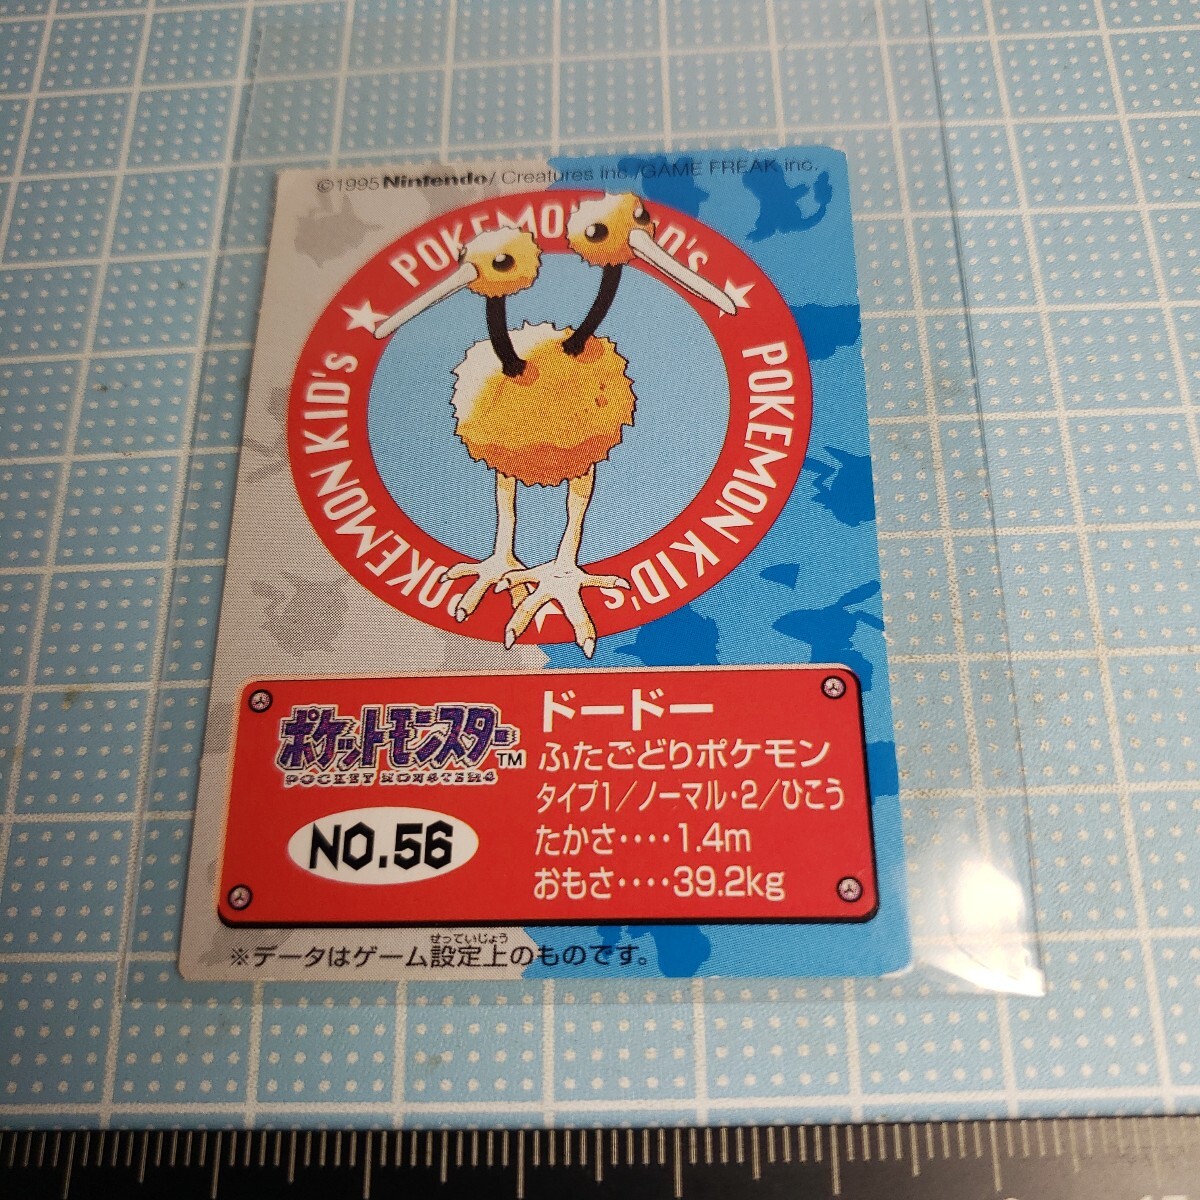 ©1995 Nintendo/ Creatures inc./GAME FREAK inc.
POKEMON KID's
POKEMON KID's
POKEMON KID's
ポケットモンスター™
POCKET MONSTERS
NO.56
ドードー
ふたごどりポケモン
タイプ1/ノーマル・2/ひこう
たかさ････1.4m
おもさ････39.2kg
せっていじょう
※データはゲーム設定上のものです。